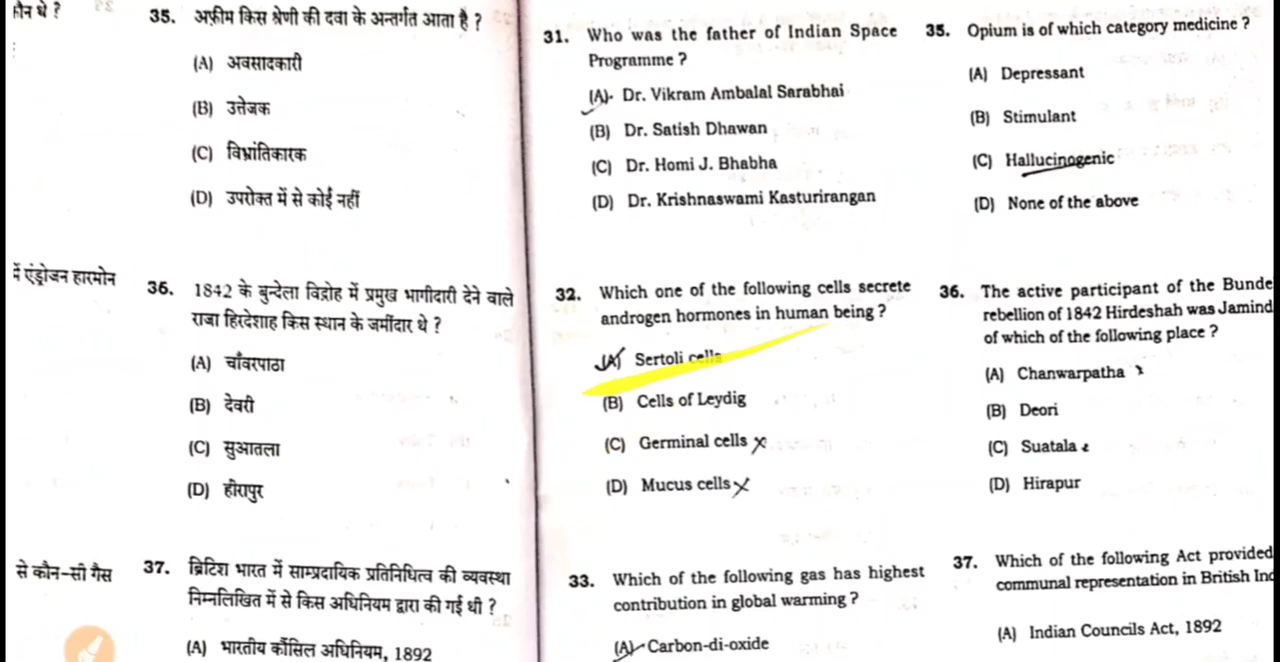 कौन थे ?
में एंड्रोजन हारमोन
से कौन-सी गैस
35. अफ़ीम किस श्रेणी की दवा के अन्तर्गत आता है ?
(A) अवसादकारी
(B) उत्तेजक
(C) विभ्रांतिकारक
(D) उपरोक्त में से कोई नहीं
36. 1842 के बुन्देला विद्रोह में प्रमुख भागीदारी देने वाले
राजा हिरदेशाह किस स्थान के जमींदार थे ?
(A) चाँवरपाठा
(B) देवरी
(C) सुआतला
(D) हीरापुर
37. ब्रिटिश भारत में साम्प्रदायिक प्रतिनिधित्व की व्यवस्था
निम्नलिखित में से किस अधिनियम द्वारा की गई थी ?
(A) भारतीय कौंसिल अधिनियम, 1892
31. Who was the father of Indian Space
Programme ?
(A) Dr. Vikram Ambalal Sarabhai
(B) Dr. Satish Dhawan
(C) Dr. Homi J. Bhabha
(D) Dr. Krishnaswami Kasturirangan
32. Which one of the following cells secrete
androgen hormones in human being ?
(A) Sertoli cells
(B) Cells of Leydig
(C) Germinal cells
(D) Mucus cells
33. Which of the following gas has highest
contribution in global warming ?
(A) Carbon-di-oxide
35. Opium is of which category medicine ?
(A) Depressant
(B) Stimulant
(C) Hallucinogenic
(D) None of the above
36. The active participant of the Bunde
rebellion of 1842 Hirdeshah was Jamind
of which of the following place ?
(A) Chanwarpatha
(B) Deori
(C) Suatala
(D) Hirapur
37. Which of the following Act provided
communal representation in British Ind
(A) Indian Councils Act, 1892